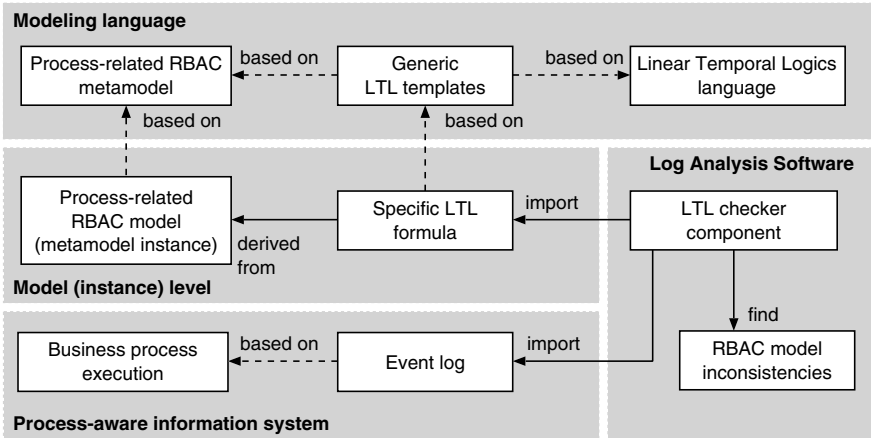 Modeling language
Process-related RBAC
metamodel
based on
Generic
LTL templates
based on
Linear Temporal Logics
language
based on
based on
Process-related
RBAC model
(metamodel instance)
derived
from
Specific LTL
formula
import
Model (instance) level
Log Analysis Software
LTL checker
component
find
RBAC model
inconsistencies
Business process
execution
based on
Event log
import
Process-aware information system